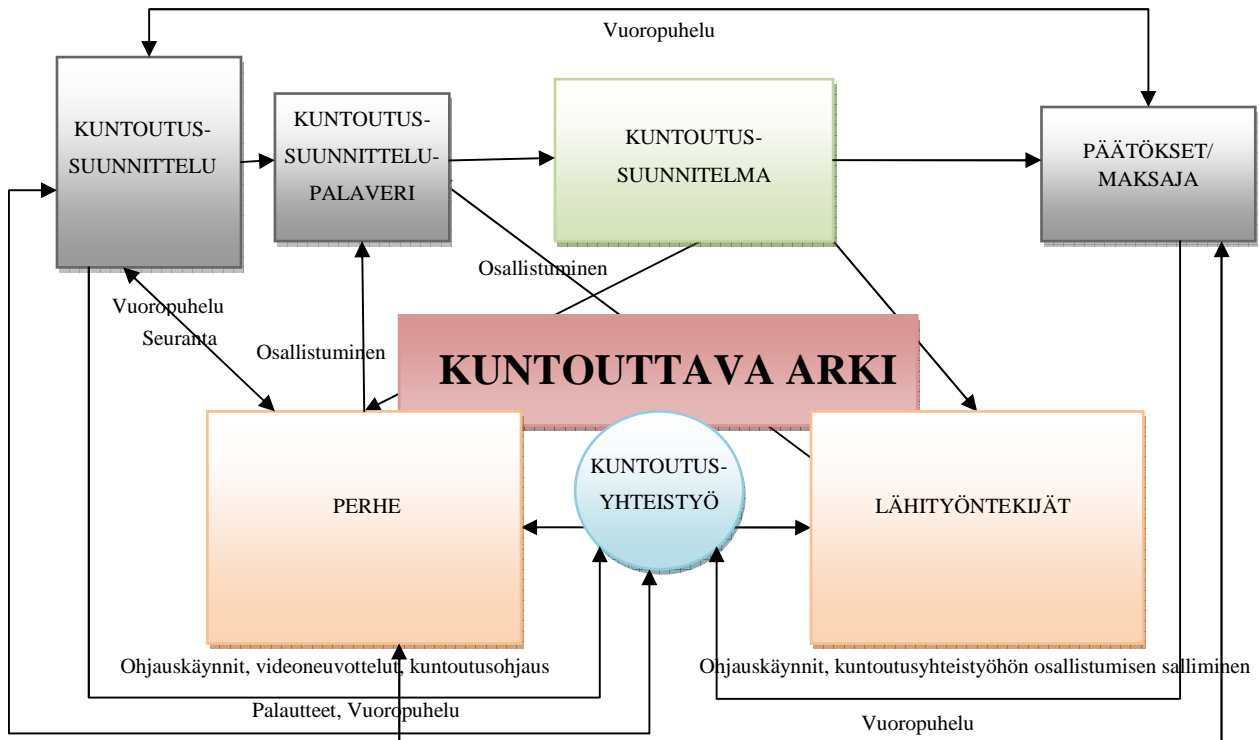 Vuoropuhelu
KUNTOUTUS-
SUUNNITTELU
KUNTOUTUS-
SUUNNITTELU-
PALAVERI
KUNTOUTUS-
SUUNNITELMA
PÄÄTÖKSET/
MAKSAJA
Osallistuminen
Vuoropuhelu
Seuranta
Osallistuminen
KUNTOUTTAVA ARKI
PERHE
KUNTOUTUS-
YHTEISTYÖ
LÄHITYÖNTEKIJÄT
Ohjauskäynnit, videoneuvottelut, kuntoutusohjaus
Ohjauskäynnit, kuntoutusyhteistyöhön osallistumisen salliminen
Palautteet, Vuoropuhelu
Vuoropuhelu